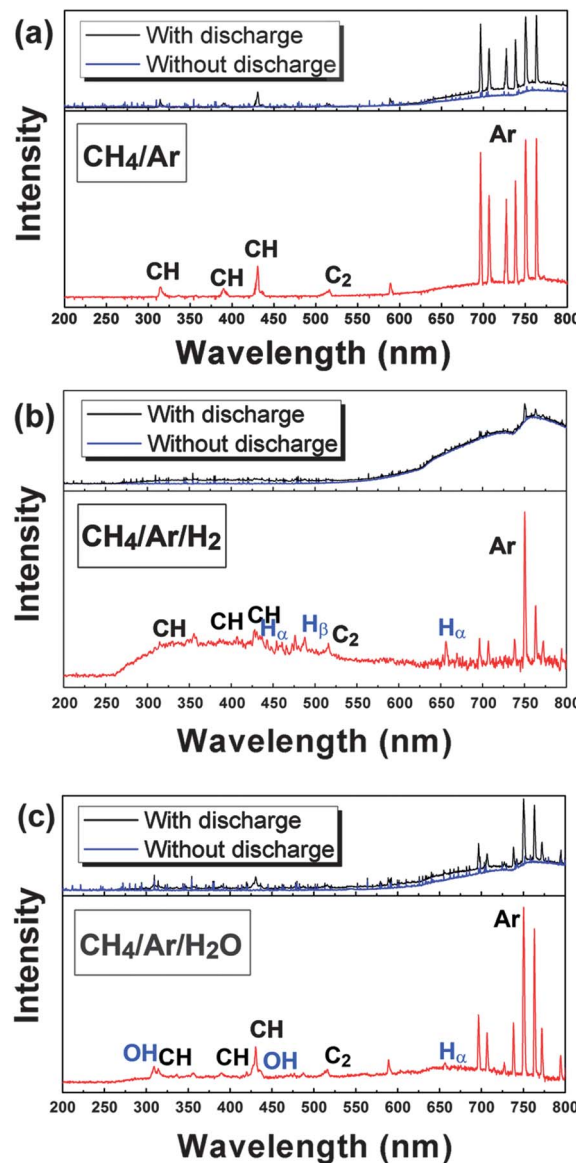 (a)
With discharge
Without discharge
CH₄/Ar
Ar
CH
CH
CH
C₂
Intensity
200 250 300 350 400 450 500 550 600 650 700 750 800
Wavelength (nm)
(b)
With discharge
Without discharge
CH₄/Ar/H₂
Ar
CH
CH
CH
Hα
Hβ
C₂
Hα
Intensity
200 250 300 350 400 450 500 550 600 650 700 750 800
Wavelength (nm)
(c)
With discharge
Without discharge
CH₄/Ar/H₂O
Ar
OH
CH
CH
CH
OH
C₂
Hα
Intensity
200 250 300 350 400 450 500 550 600 650 700 750 800
Wavelength (nm)